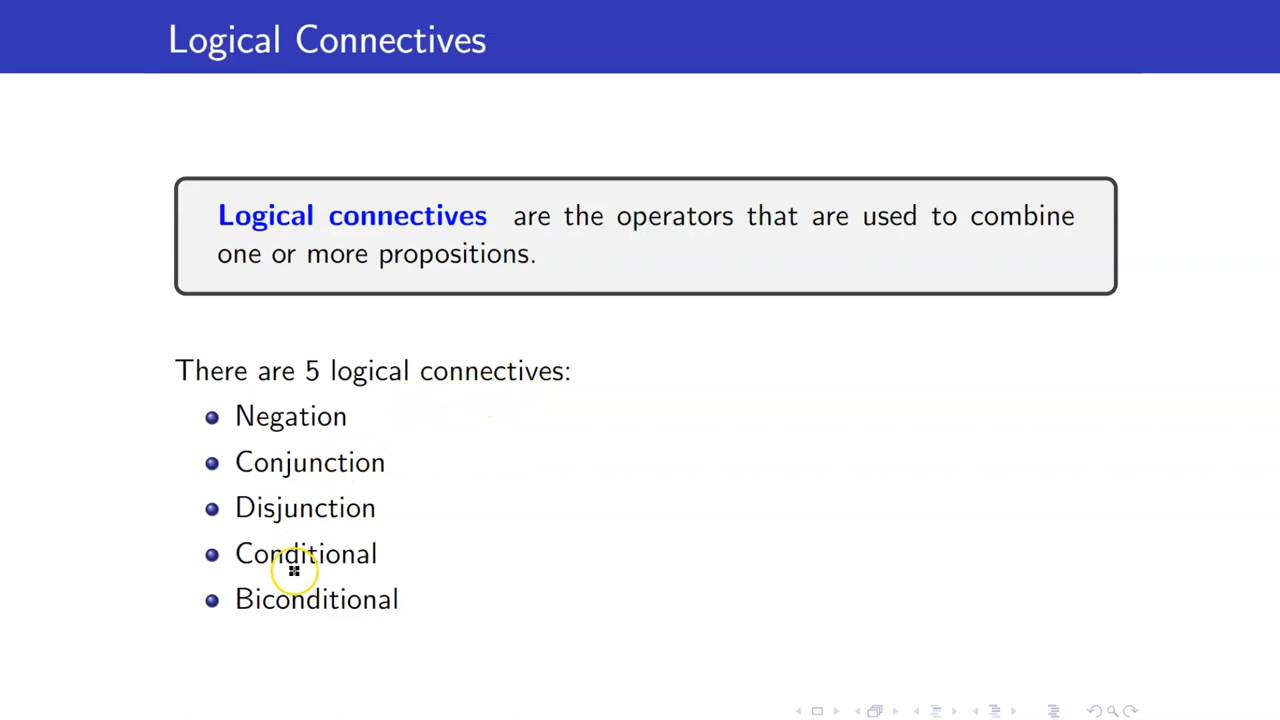 Logical Connectives
Logical connectives are the operators that are used to combine
one or more propositions.
There are 5 logical connectives:
Negation
Conjunction
Disjunction
Conditional
Biconditional